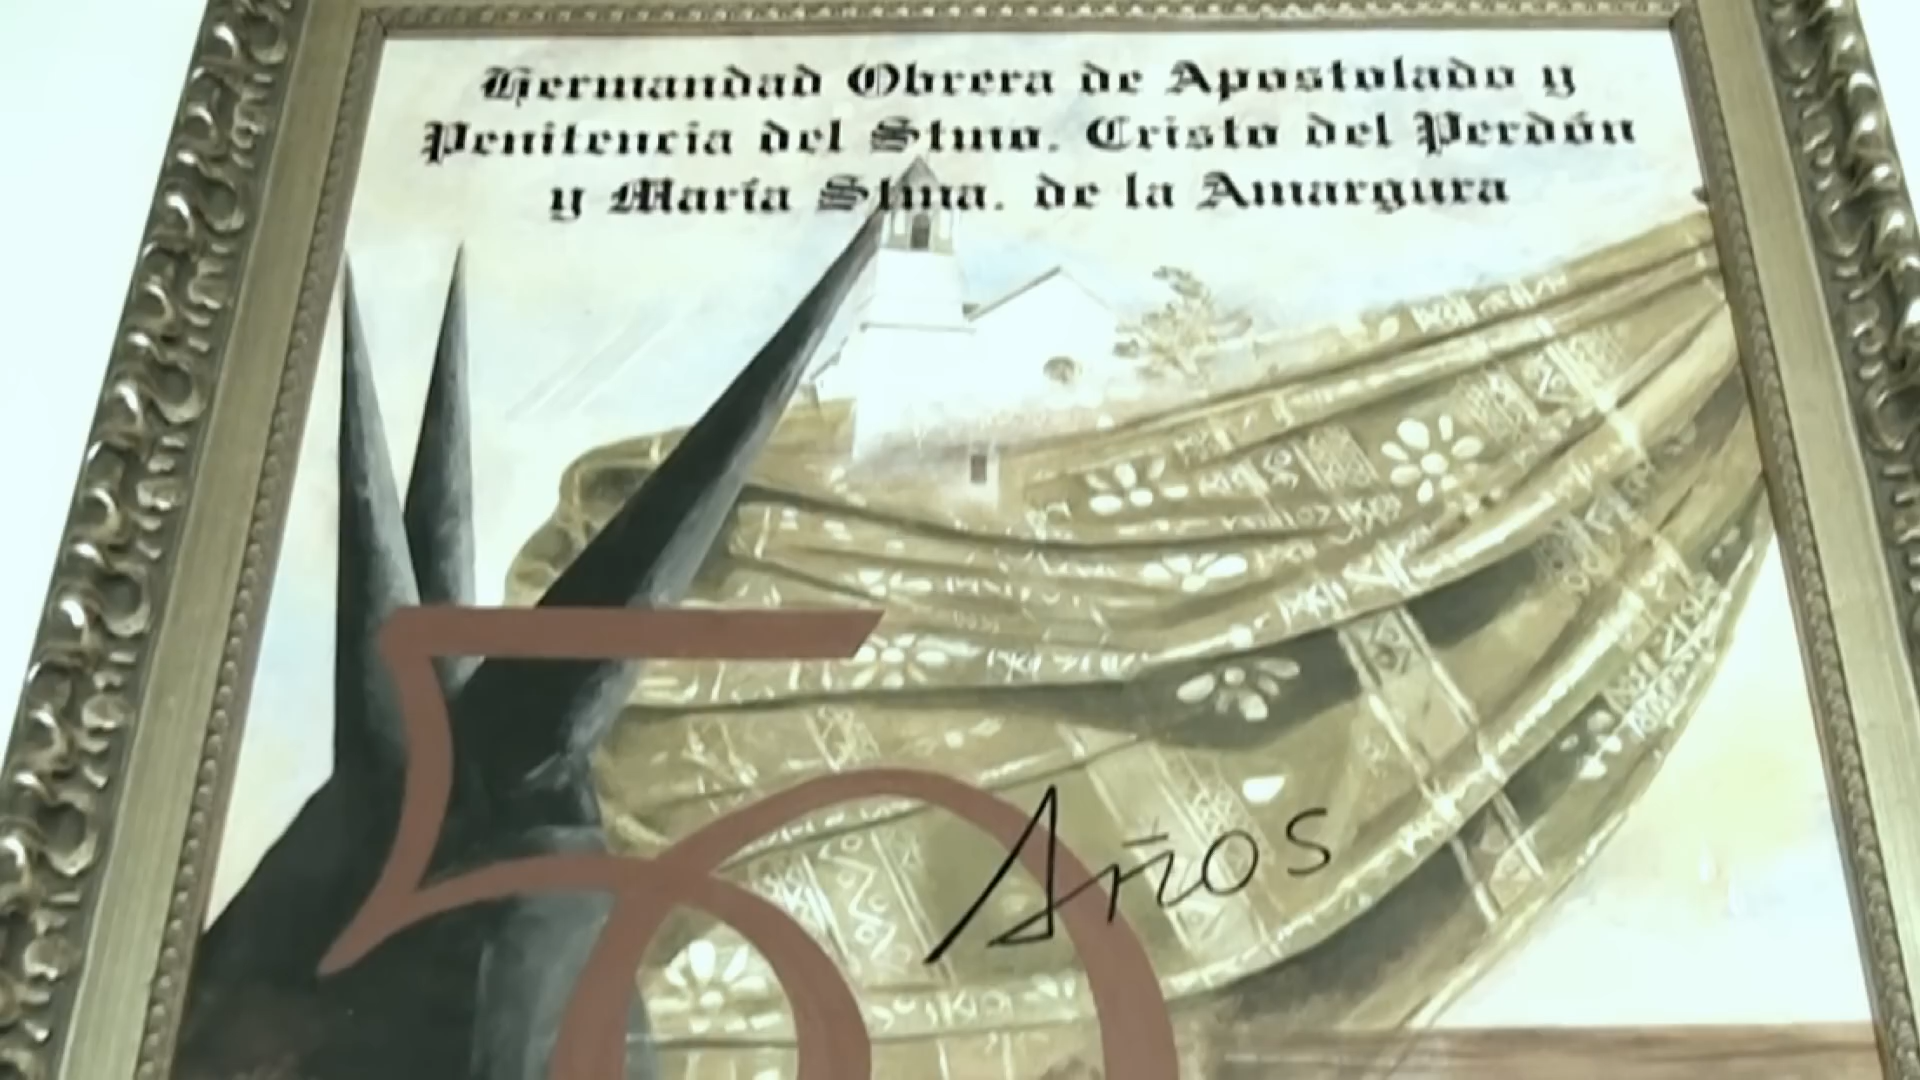 Hermandad Obrera de Apostolado y
Penitencia del Stmo. Cristo del Perdón
y María Stma. de la Amargura
50
Años